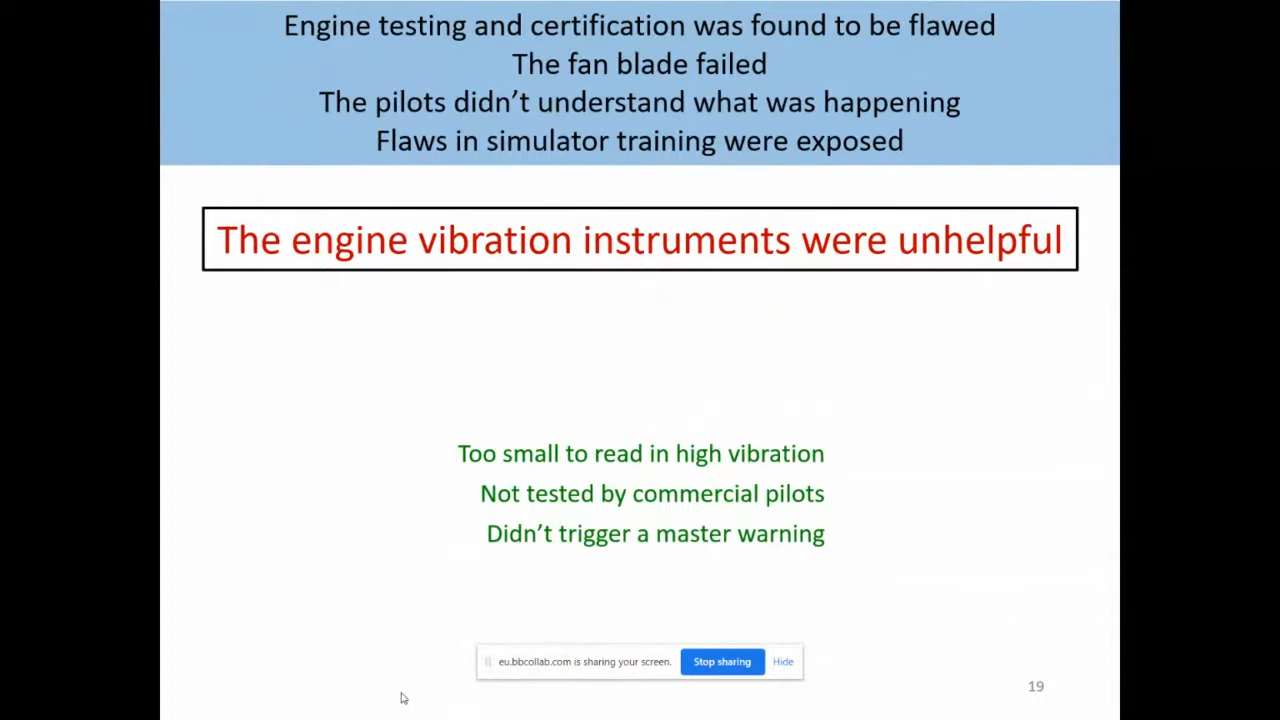 Engine testing and certification was found to be flawed
The fan blade failed
The pilots didn’t understand what was happening
Flaws in simulator training were exposed
The engine vibration instruments were unhelpful
Too small to read in high vibration
Not tested by commercial pilots
Didn’t trigger a master warning
eu.bbcollab.com is sharing your screen. Stop sharing Hide
19